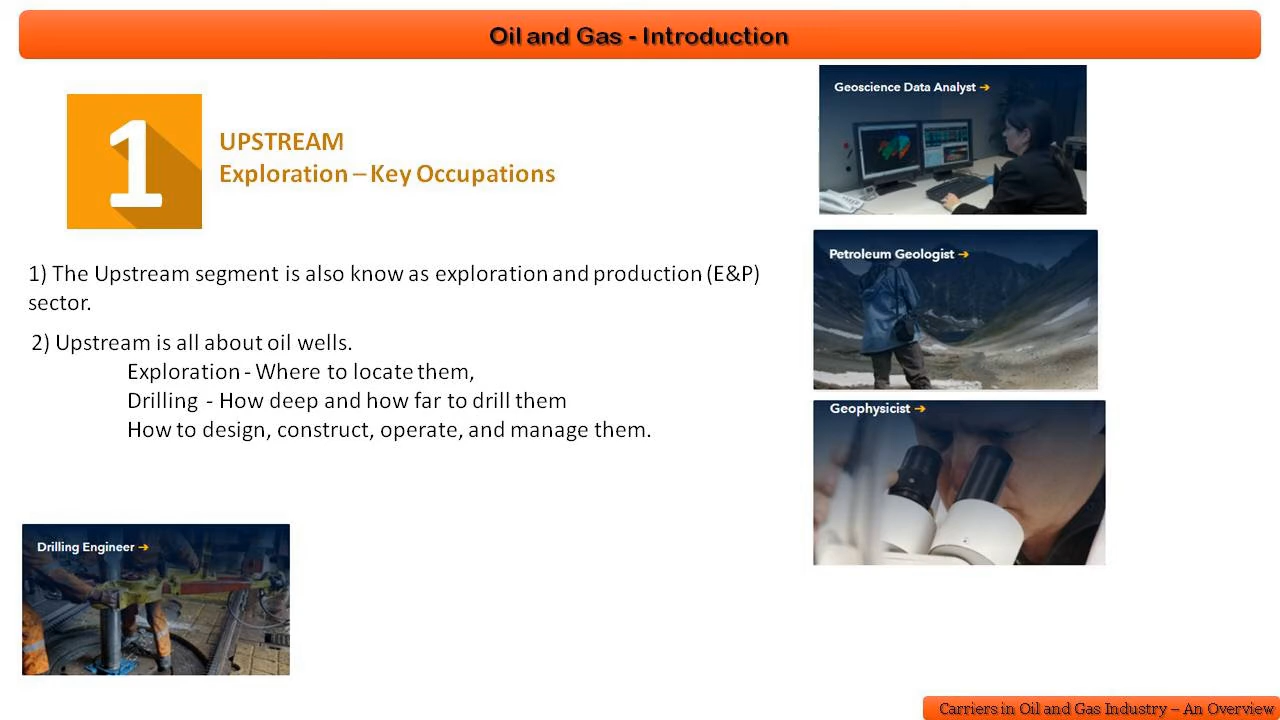 Oil and Gas - Introduction
1
UPSTREAM
Exploration – Key Occupations
1) The Upstream segment is also know as exploration and production (E&P)
sector.
2) Upstream is all about oil wells.
Exploration - Where to locate them,
Drilling - How deep and how far to drill them
How to design, construct, operate, and manage them.
Geoscience Data Analyst ➔
Petroleum Geologist ➔
Geophysicist ➔
Drilling Engineer ➔
Carriers in Oil and Gas Industry – An Overview